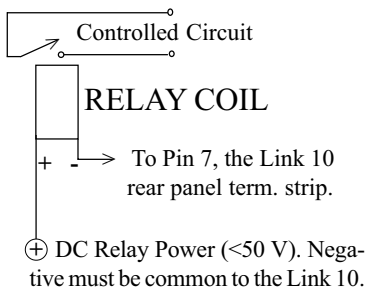 Controlled Circuit
RELAY COIL
+ -
To Pin 7, the Link 10
rear panel term. strip.
+ DC Relay Power (<50 V). Nega-
tive must be common to the Link 10.